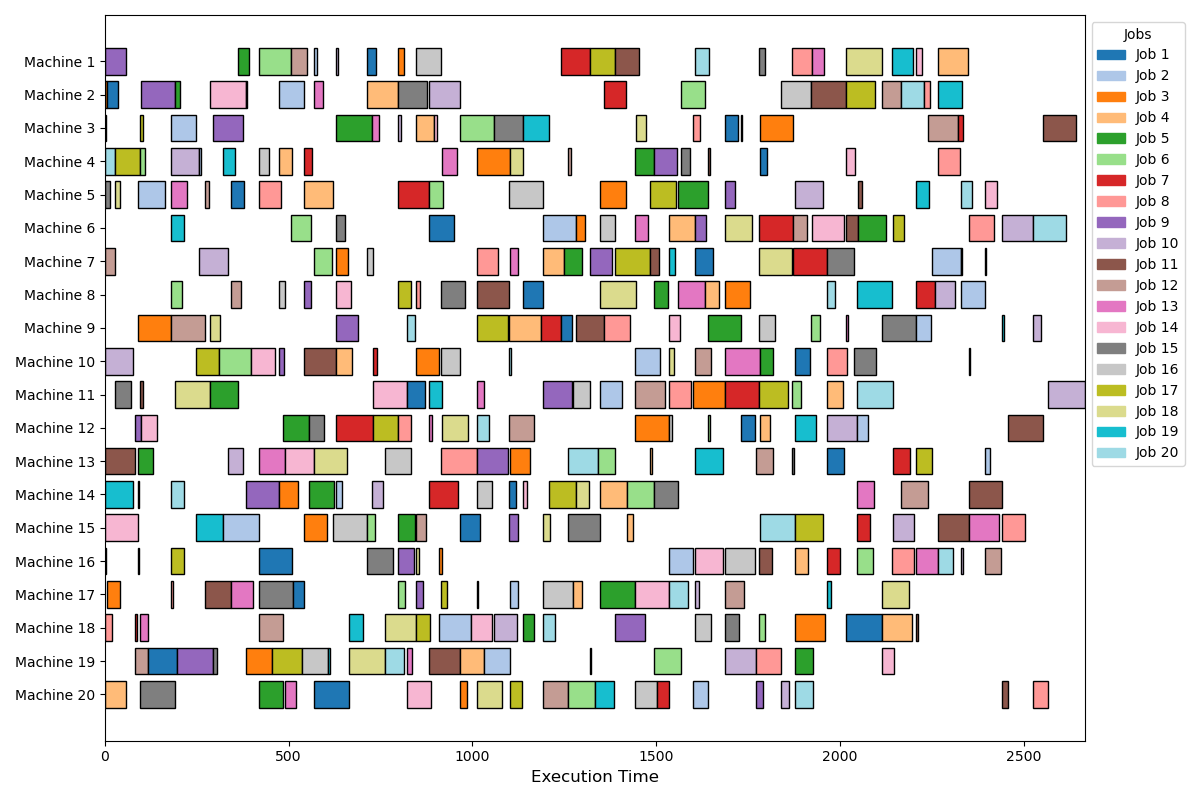 Machine 1
Machine 2
Machine 3
Machine 4
Machine 5
Machine 6
Machine 7
Machine 8
Machine 9
Machine 10
Machine 11
Machine 12
Machine 13
Machine 14
Machine 15
Machine 16
Machine 17
Machine 18
Machine 19
Machine 20
0 500 1000 1500 2000 2500
Execution Time
Jobs
Job 1
Job 2
Job 3
Job 4
Job 5
Job 6
Job 7
Job 8
Job 9
Job 10
Job 11
Job 12
Job 13
Job 14
Job 15
Job 16
Job 17
Job 18
Job 19
Job 20